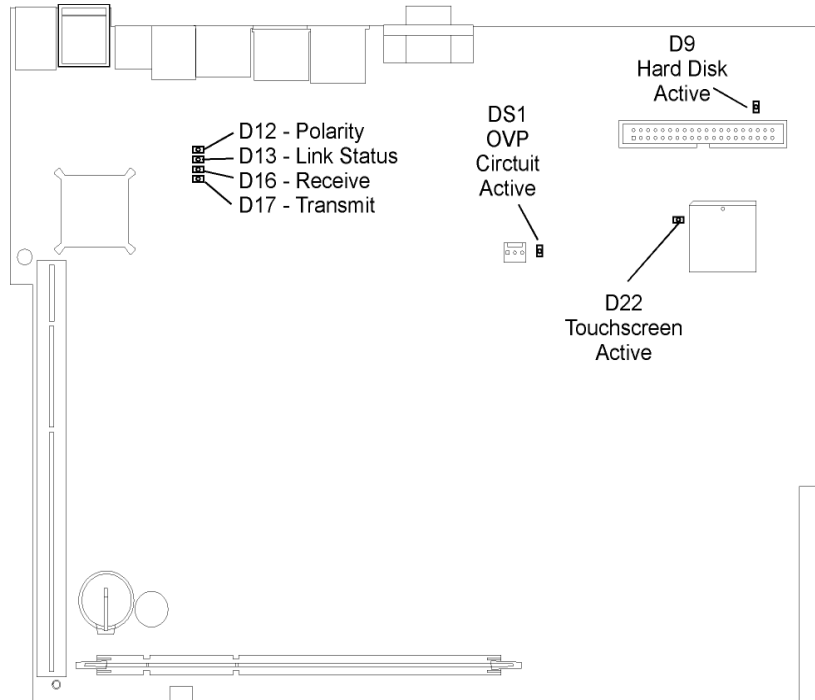 D9
Hard Disk
Active
DS1
OVP
Circtuit
Active
D12 - Polarity
D13 - Link Status
D16 - Receive
D17 - Transmit
D22
Touchscreen
Active